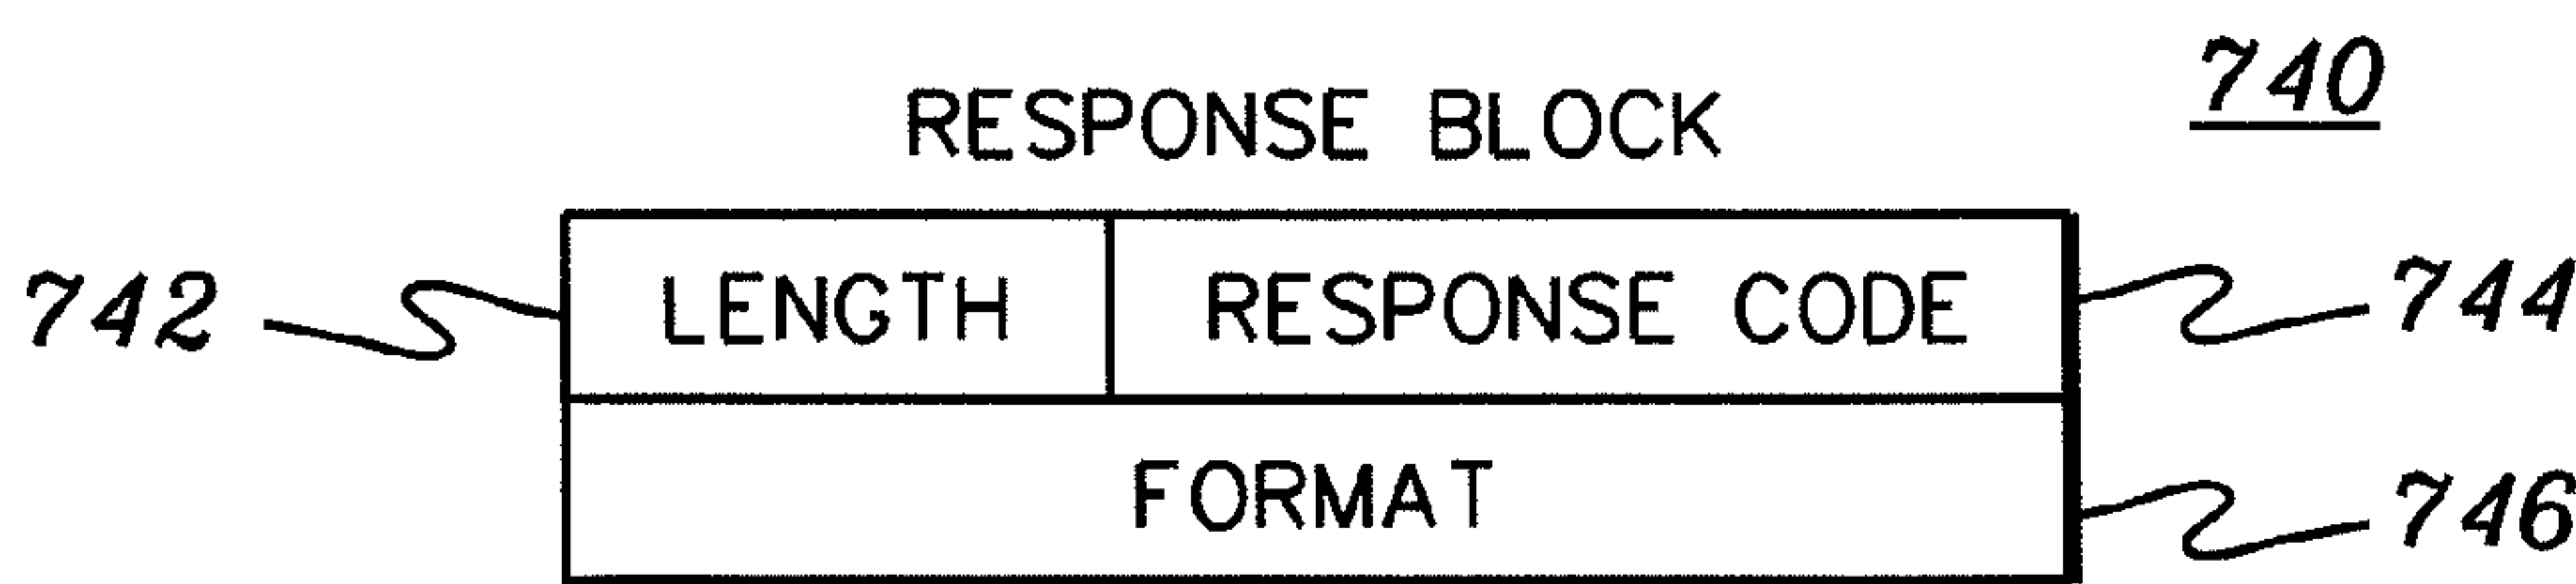 740
RESPONSE BLOCK
742 LENGTH RESPONSE CODE 744
FORMAT 746